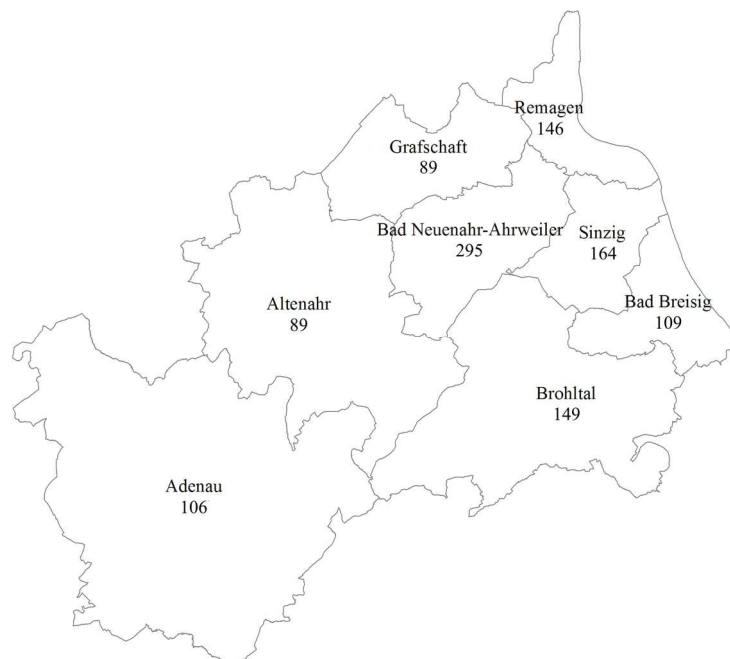 Remagen
146
Grafschaft
89
Bad Neuenahr-Ahrweiler
295
Sinzig
164
Altenahr
89
Bad Breisig
109
Brohltal
149
Adenau
106